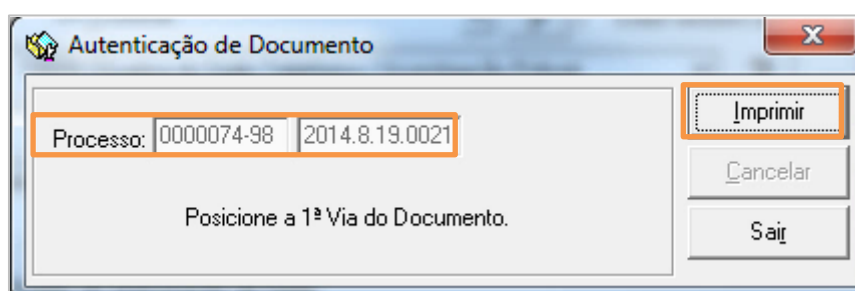 Autenticação de Documento
Processo: 0000074-98 2014.8.19.0021
Imprimir
Cancelar
Posicione a 1ª Via do Documento.
Sair